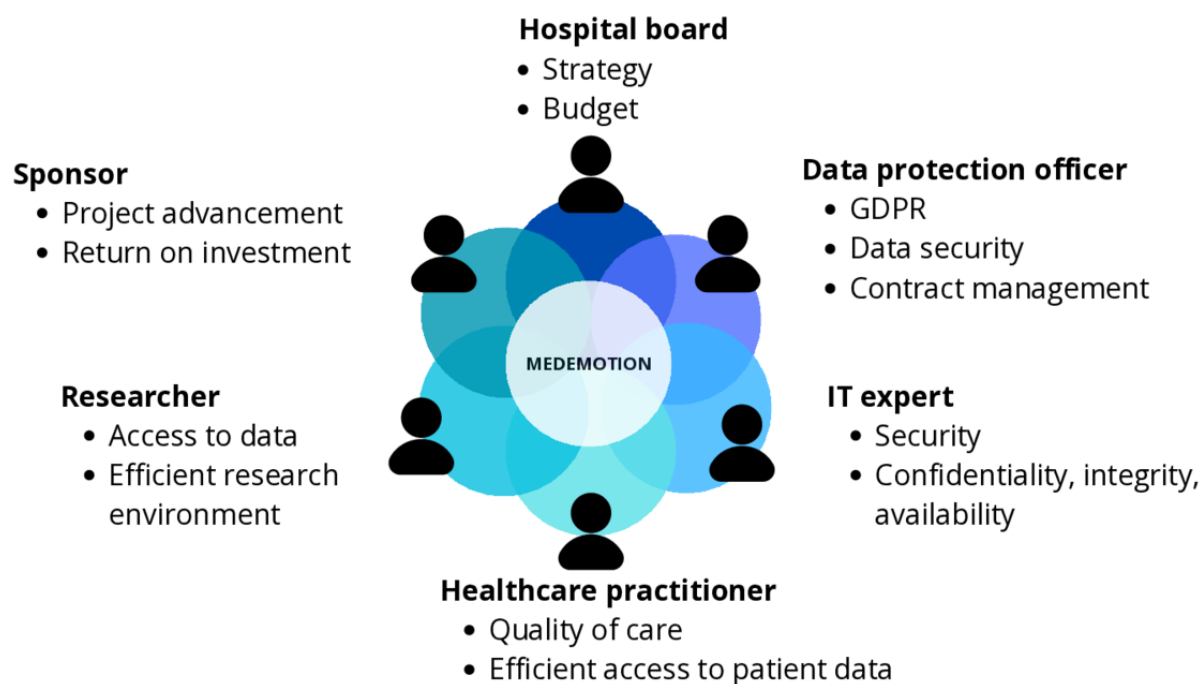 Hospital board
• Strategy
• Budget
Sponsor
• Project advancement
• Return on investment
Data protection officer
• GDPR
• Data security
• Contract management
MEDEMOTION
Researcher
• Access to data
• Efficient research
environment
IT expert
• Security
• Confidentiality, integrity,
availability
Healthcare practitioner
• Quality of care
• Efficient access to patient data